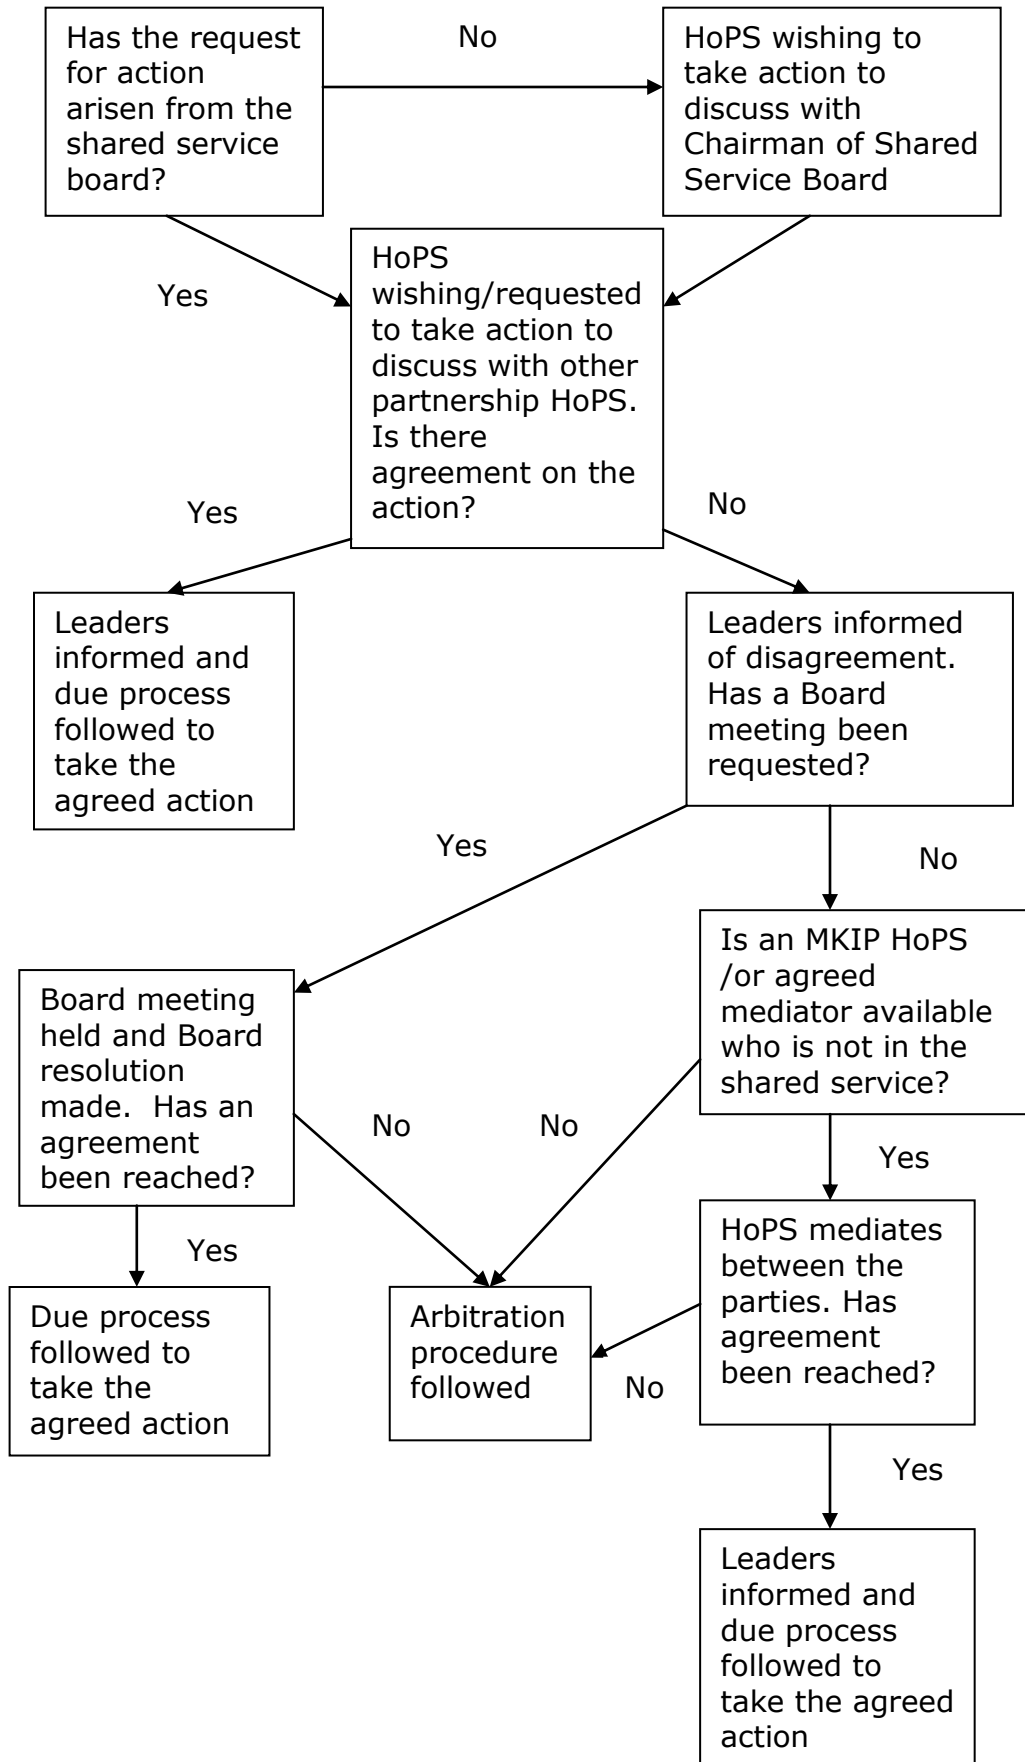 Has the request
for action
arisen from the
shared service
board?
No
HoPS wishing to
take action to
discuss with
Chairman of Shared
Service Board
Yes
HoPS
wishing/requested
to take action to
discuss with other
partnership HoPS.
Is there
agreement on the
action?
Yes
No
Leaders
informed and
due process
followed to
take the
agreed action
Leaders informed
of disagreement.
Has a Board
meeting been
requested?
Yes
No
Board meeting
held and Board
resolution
made.  Has an
agreement
been reached?
Is an MKIP HoPS
/or agreed
mediator available
who is not in the
shared service?
No
No
Yes
Yes
Due process
followed to
take the
agreed action
Arbitration
procedure
followed
HoPS mediates
between the
parties. Has
agreement
been reached?
No
Yes
Leaders
informed and
due process
followed to
take the agreed
action